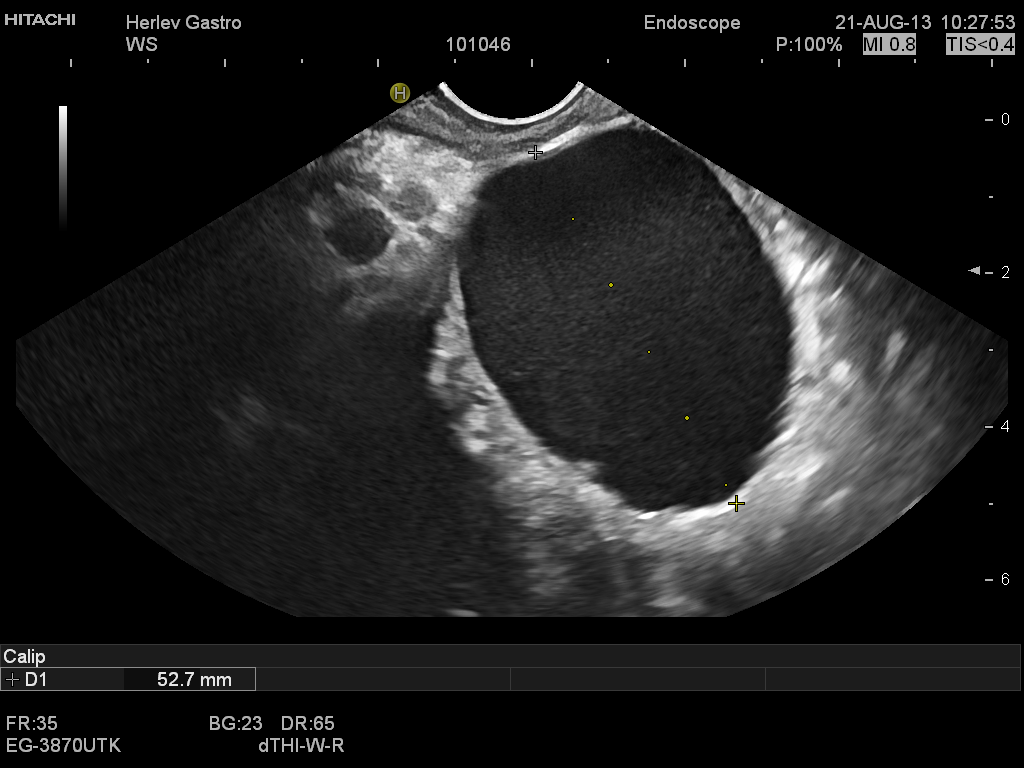 HITACHI
Herlev Gastro
Endoscope
21-AUG-13 10:27:53
WS
101046
P:100%
MI 0.8
TIS<0.4
H
0
2
4
6
Calip
D1 52.7 mm
FR:35
BG:23
DR:65
EG-3870UTK
dTHI-W-R